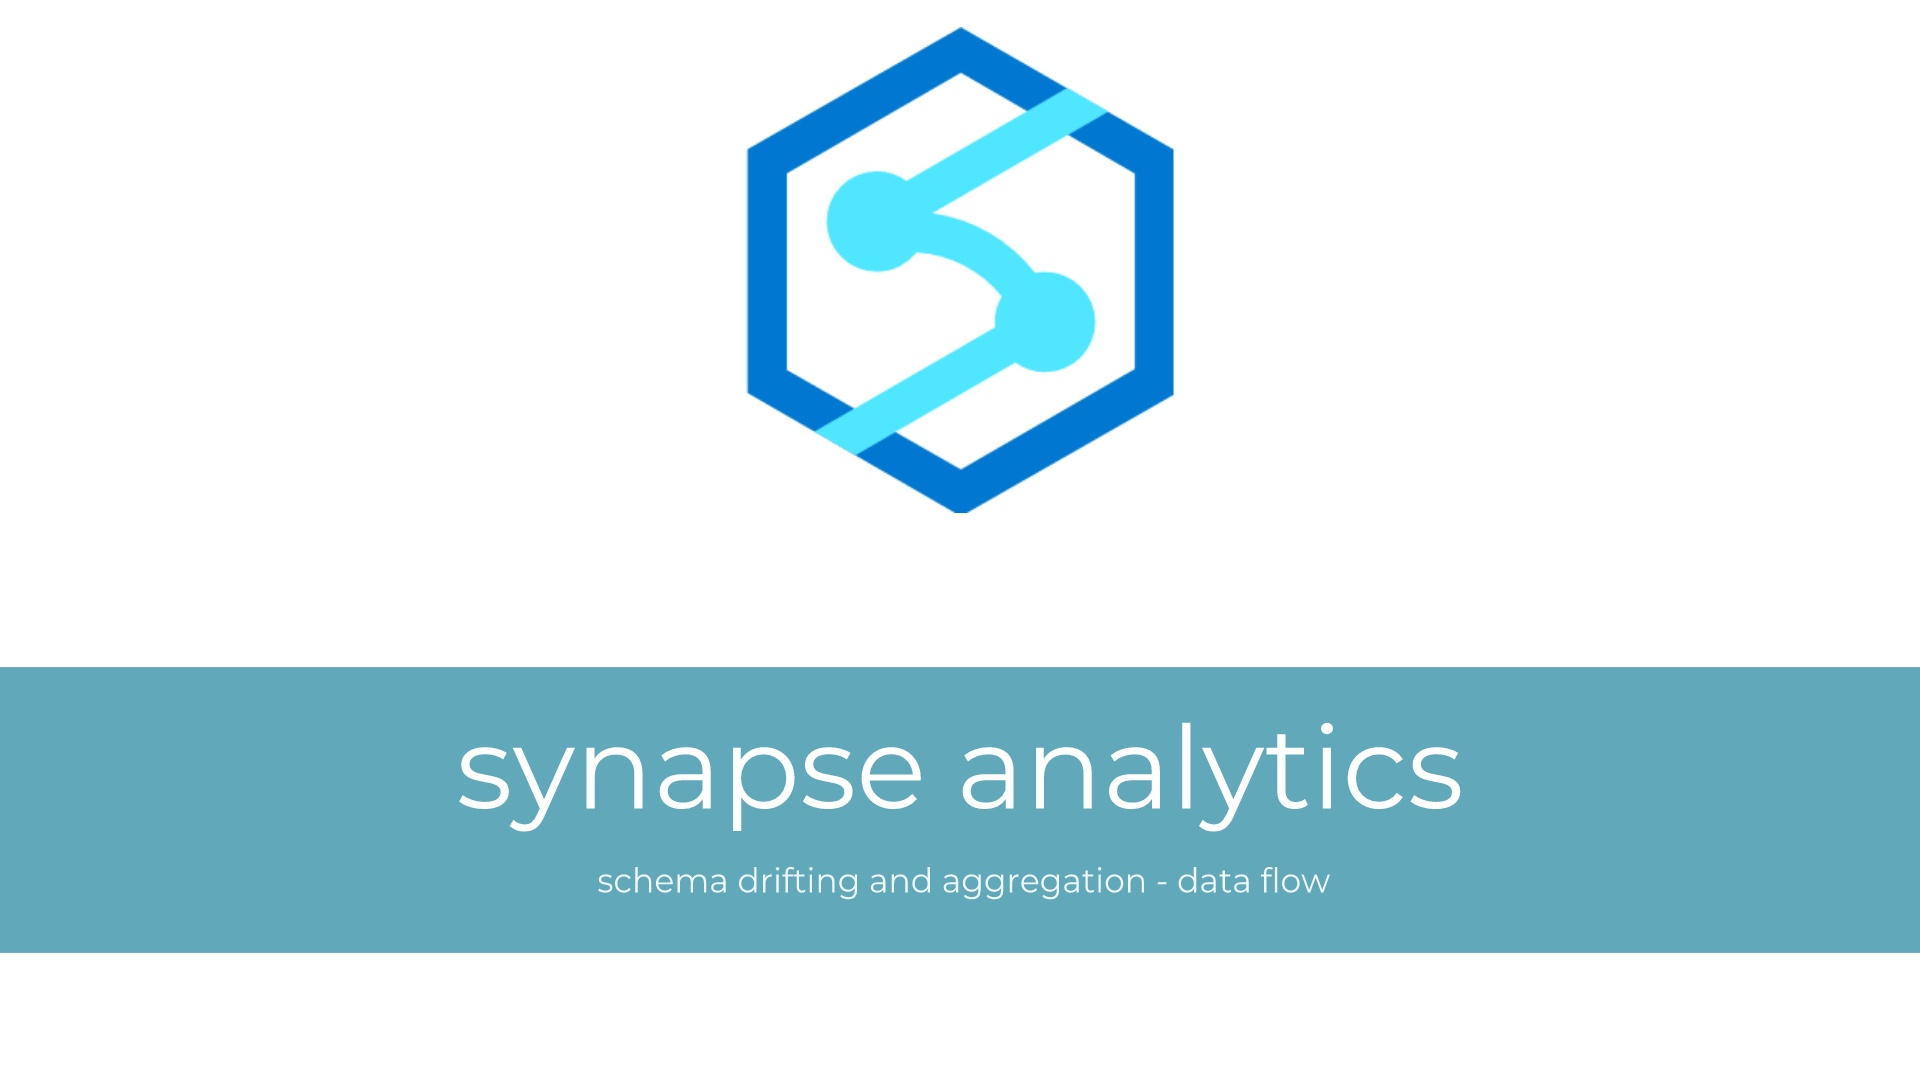 synapse analytics
schema drifting and aggregation - data flow